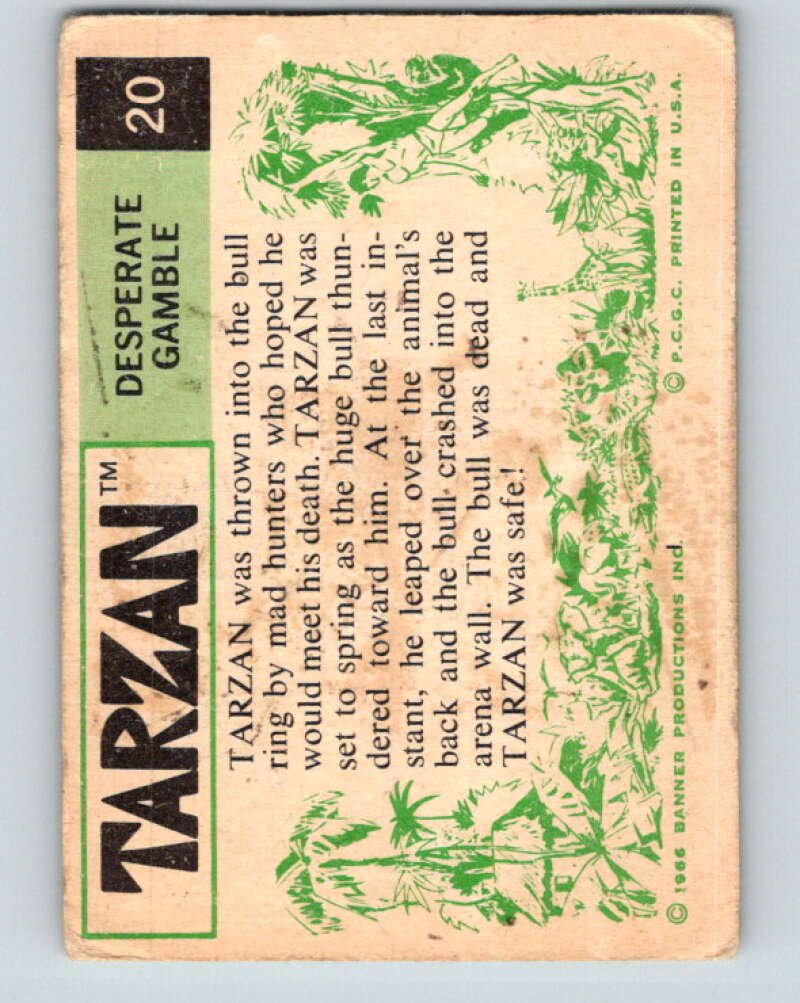 TARZAN™
DESPERATE
GAMBLE
20
TARZAN was thrown into the bull
ring by mad hunters who hoped he
would meet his death. TARZAN was
set to spring as the huge bull thun-
dered toward him. At the last in-
stant, he leaped over the animal's
back and the bull crashed into the
arena wall. The bull was dead and
TARZAN was safe!
© 1966 BANNER PRODUCTIONS Ind.
© P.C.G.C. PRINTED IN U.S.A.